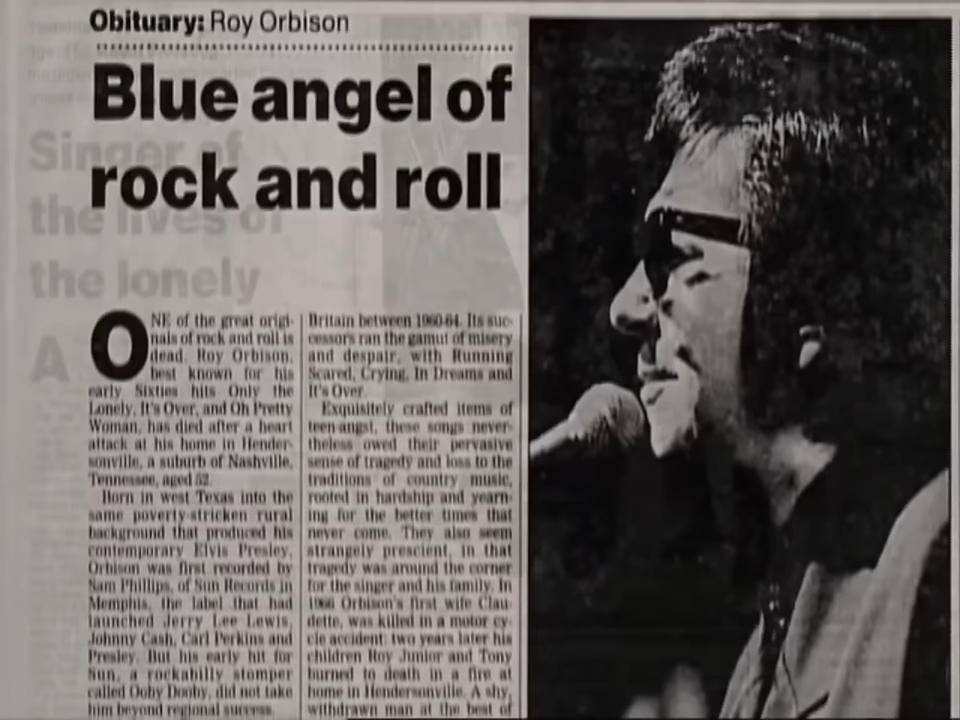 Obituary: Roy Orbison
Blue angel of
rock and roll
Singer of
the lives of
the lonely
A
ONE of the great origi-
nals of rock and roll is
dead. Roy Orbison,
best known for his
early Sixties hits Only the
Lonely, It's Over, and Oh Pretty
Woman, has died after a heart
attack at his home in Hender-
sonville, a suburb of Nashville,
Tennessee, aged 52.
Born in west Texas into the
same poverty-stricken rural
background that produced his
contemporary Elvis Presley,
Orbison was first recorded by
Sam Phillips, of Sun Records in
Memphis, the label that had
launched Jerry Lee Lewis,
Johnny Cash, Carl Perkins and
Presley. But his early hit for
Sun, a rockabilly stomper
called Ooby Dooby, did not take
him beyond regional success.
Britain between 1960-64. Its suc-
cessors ran the gamut of misery
and despair, with Running
Scared, Crying, In Dreams and
It's Over.
Exquisitely crafted items of
teen-angst, these songs never-
theless owed their pervasive
sense of tragedy and loss to the
traditions of country music,
rooted in hardship and yearn-
ing for the better times that
never come. They also seem
strangely prescient, in that
tragedy was around the corner
for the singer and his family. In
1966 Orbison's first wife Clau-
dette, was killed in a motor cy-
cle accident: two years later his
children Roy Junior and Tony
burned to death in a fire at
home in Hendersonville. A shy,
withdrawn man at the best of